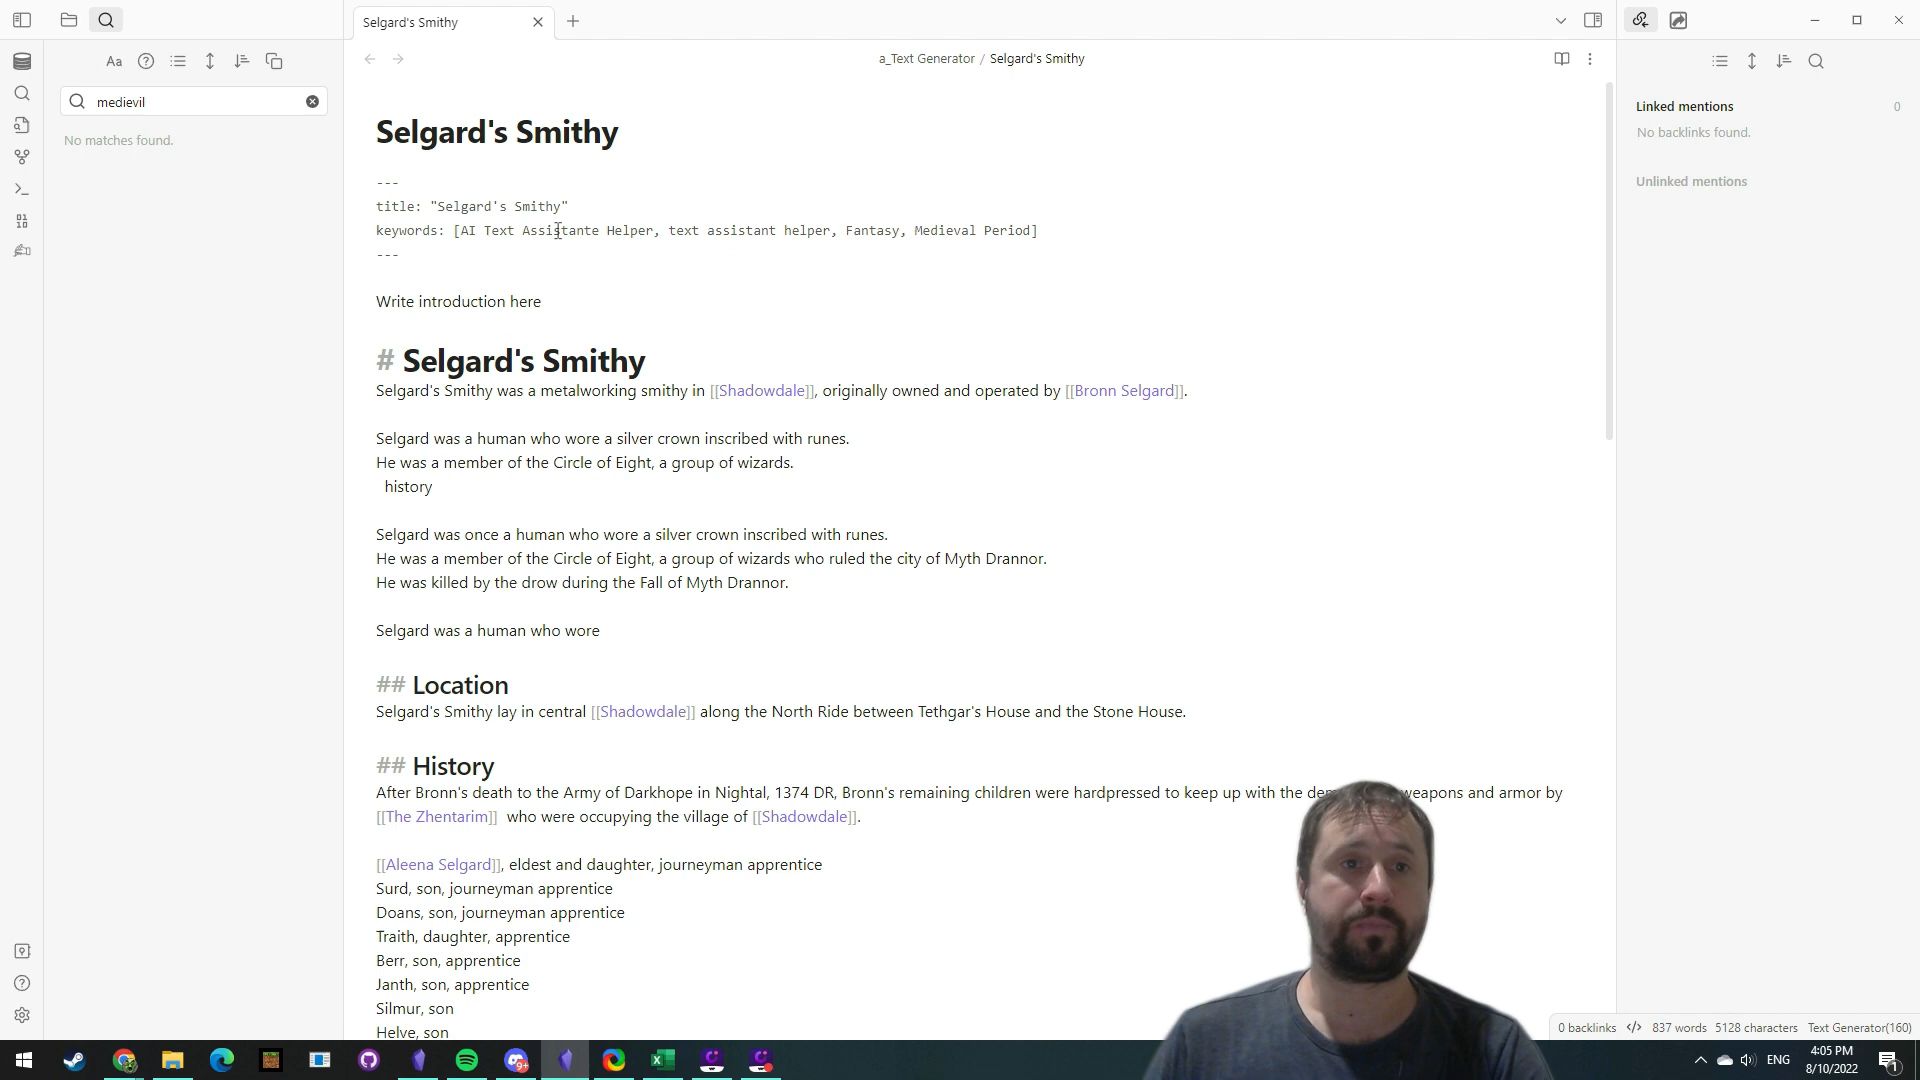 Selgard's Smithy
medievil
No matches found.
a_Text Generator / Selgard's Smithy
Selgard's Smithy
---
title: "Selgard's Smithy"
keywords: [AI Text Assistante Helper, text assistant helper, Fantasy, Medieval Period]
---
Write introduction here
# Selgard's Smithy
Selgard's Smithy was a metalworking smithy in [[Shadowdale]], originally owned and operated by [[Bronn Selgard]].
Selgard was a human who wore a silver crown inscribed with runes.
He was a member of the Circle of Eight, a group of wizards.
history
Selgard was once a human who wore a silver crown inscribed with runes.
He was a member of the Circle of Eight, a group of wizards who ruled the city of Myth Drannor.
He was killed by the drow during the Fall of Myth Drannor.
Selgard was a human who wore
## Location
Selgard's Smithy lay in central [[Shadowdale]] along the North Ride between Tethgar's House and the Stone House.
## History
After Bronn's death to the Army of Darkhope in Nightal, 1374 DR, Bronn's remaining children were hardpressed to keep up with the weapons and armor by
[[The Zhentarim]] who were occupying the village of [[Shadowdale]].
[[Aleena Selgard]], eldest and daughter, journeyman apprentice
Surd, son, journeyman apprentice
Doans, son, journeyman apprentice
Traith, daughter, apprentice
Berr, son, apprentice
Janth, son, apprentice
Silmur, son
Helve, son
Linked mentions 0
No backlinks found.
Unlinked mentions
0 backlinks </> 837 words 5128 characters Text Generator(160)
9+
ENG
4:05 PM
8/10/2022
1